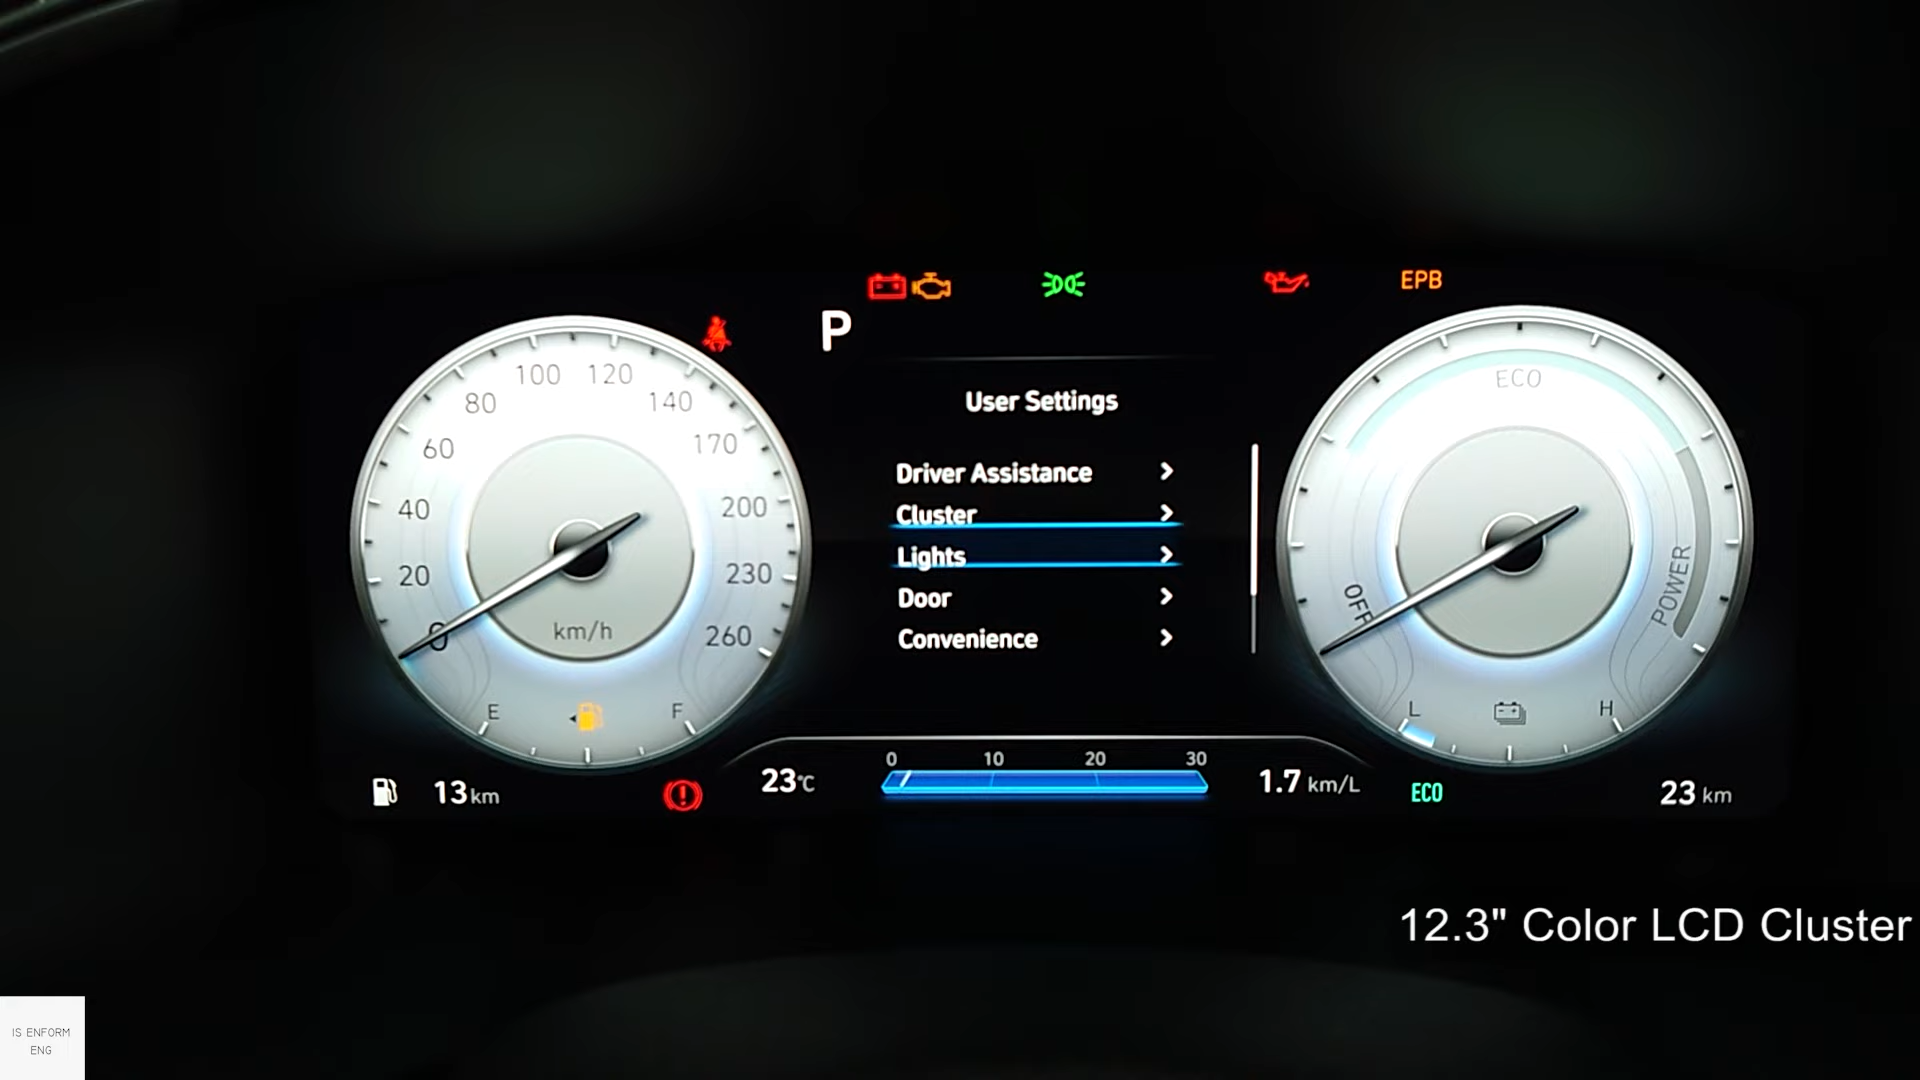 EPB
P
User Settings
Driver Assistance
Cluster
Lights
Door
Convenience
0
20
40
60
80
100
120
140
170
200
230
260
km/h
E
F
ECO
OFF
POWER
L
H
13 km
23°C
0 10 20 30
1.7 km/L
ECO
23 km
12.3" Color LCD Cluster
IS ENFORM
ENG